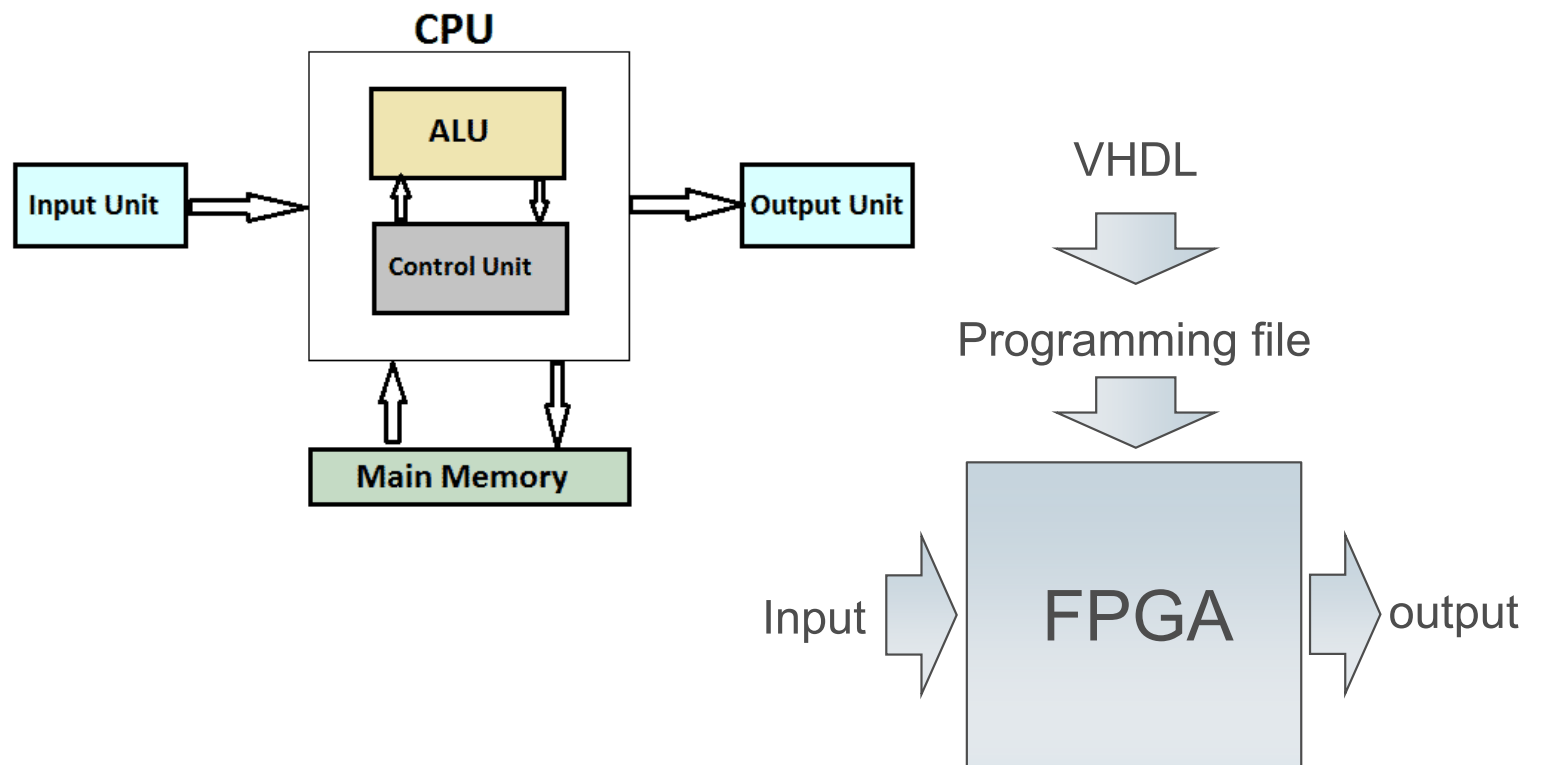 CPU
ALU
Input Unit
Output Unit
Control Unit
Main Memory
VHDL
Programming file
Input
FPGA
output